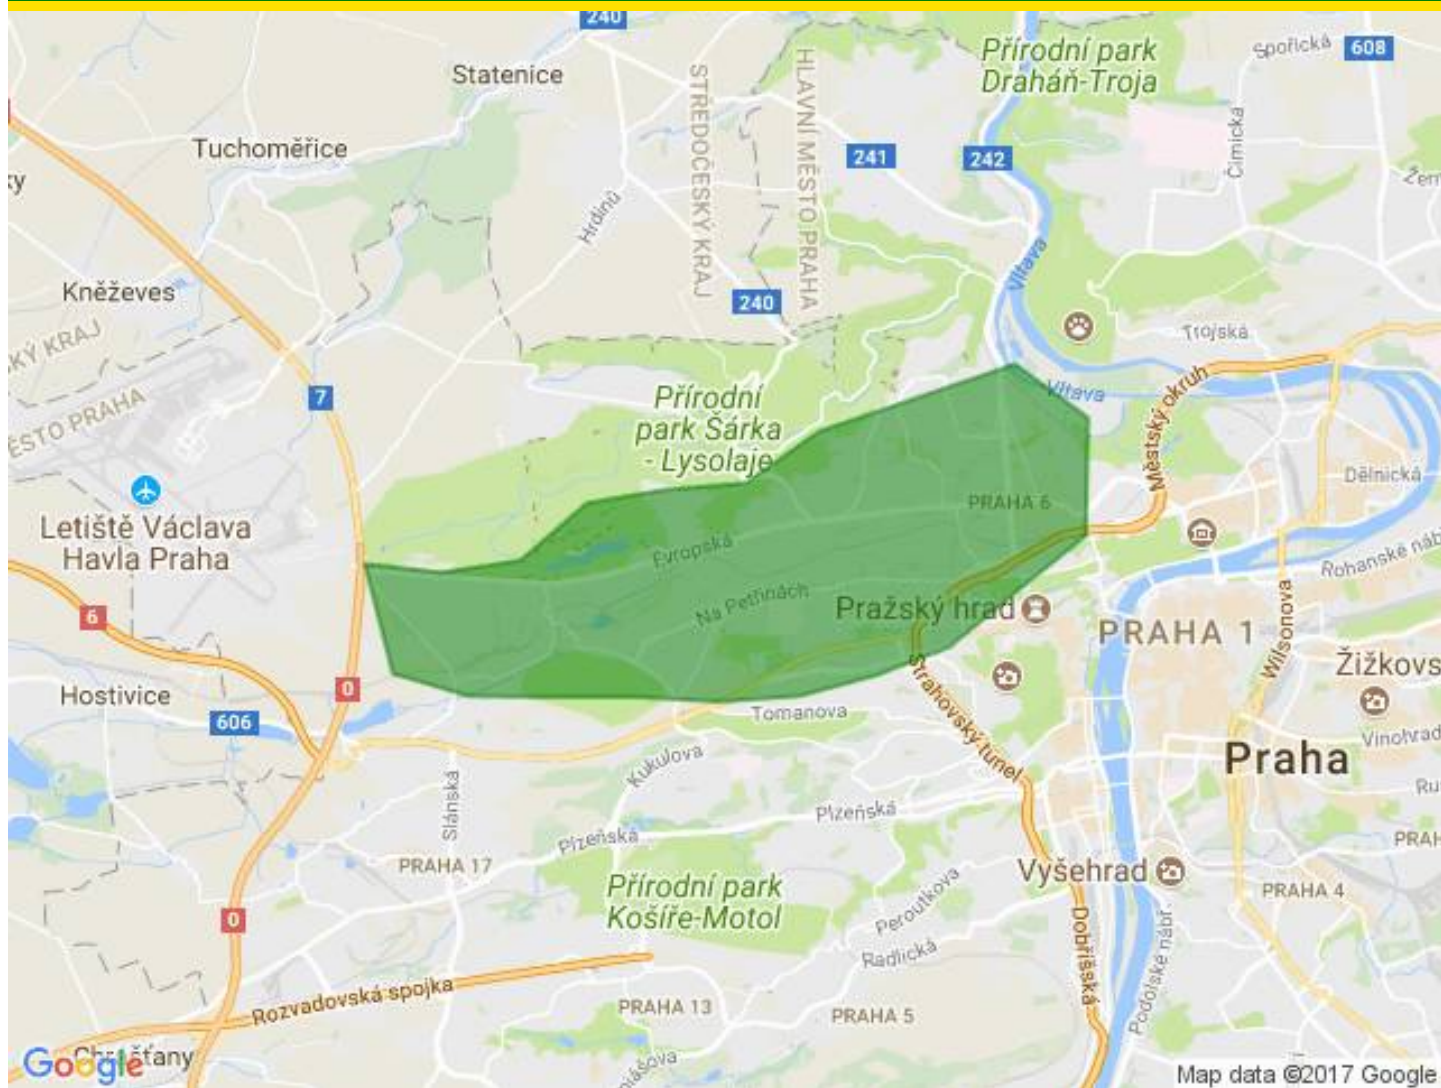 240
Statenice
Přírodní park
Draháň-Troja
Spořická
608
STŘEDOČESKÝ KRAJ
HLAVNÍ MĚSTO PRAHA
Tuchoměřice
241
242
Čimická
Hrdinů
Vltava
Kněževes
240
Trojská
7
Přírodní
park Šárka
- Lysolaje
Vltava
Městský okruh
Letiště Václava
Havla Praha
PRAHA 6
Dělnická
Evropská
6
Na Petřinách
Pražský hrad
PRAHA 1
Wilsonova
Hostivice
606
0
Strahovský tunel
Tomanova
Praha
Kukulova
Slánská
Plzeňská
Plzeňská
PRAHA 17
Vyšehrad
Přírodní park
Košíře-Motol
Peroutkova
Radlická
PRAHA 4
0
Rozvadovská spojka
PRAHA 13
PRAHA 5
Dobříšská
Podolské nábř.
Google
Map data ©2017 Google